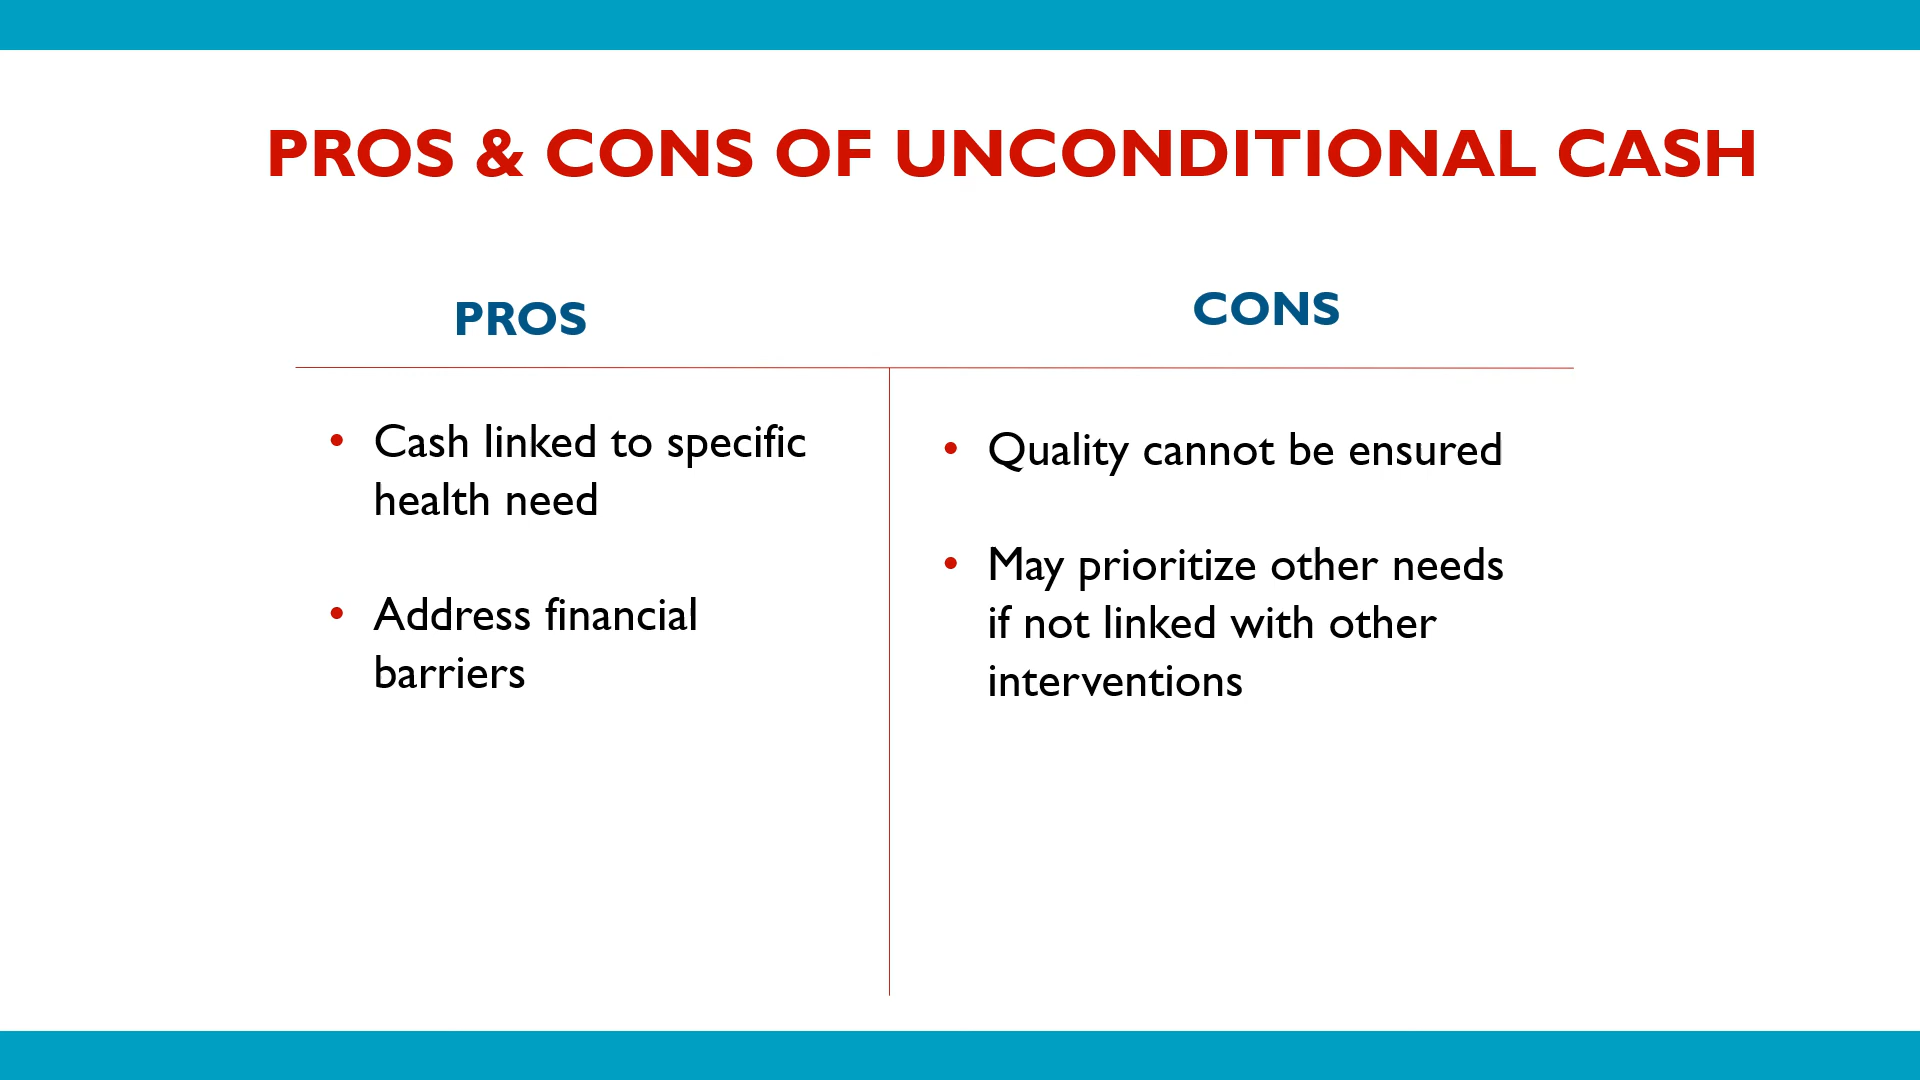 PROS & CONS OF UNCONDITIONAL CASH
PROS
• Cash linked to specific
health need
• Address financial
barriers
CONS
• Quality cannot be ensured
• May prioritize other needs
if not linked with other
interventions